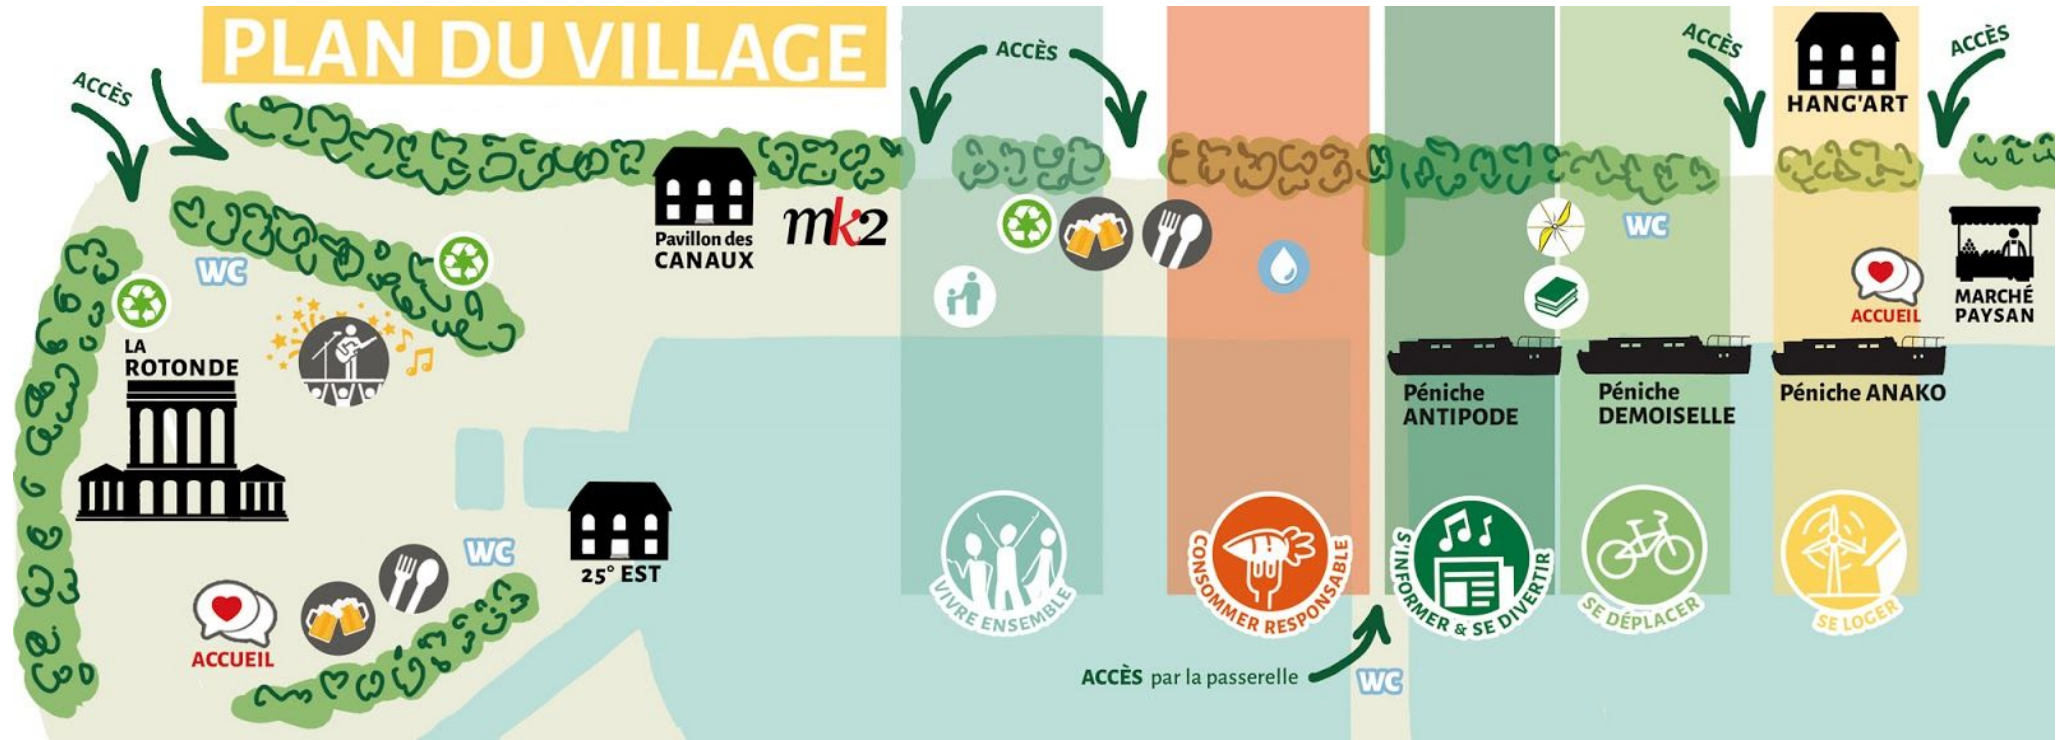 PLAN DU VILLAGE
ACCÈS
ACCÈS
ACCÈS
ACCÈS
HANG'ART
Pavillon des
CANAUX
mk2
WC
WC
LA
ROTONDE
ACCUEIL
MARCHÉ
PAYSAN
Péniche
ANTIPODE
Péniche
DEMOISELLE
Péniche ANAKO
WC
25° EST
ACCUEIL
VIVRE ENSEMBLE
CONSOMMER RESPONSABLE
S'INFORMER & SE DIVERTIR
SE DÉPLACER
SE LOGER
ACCÈS par la passerelle
WC